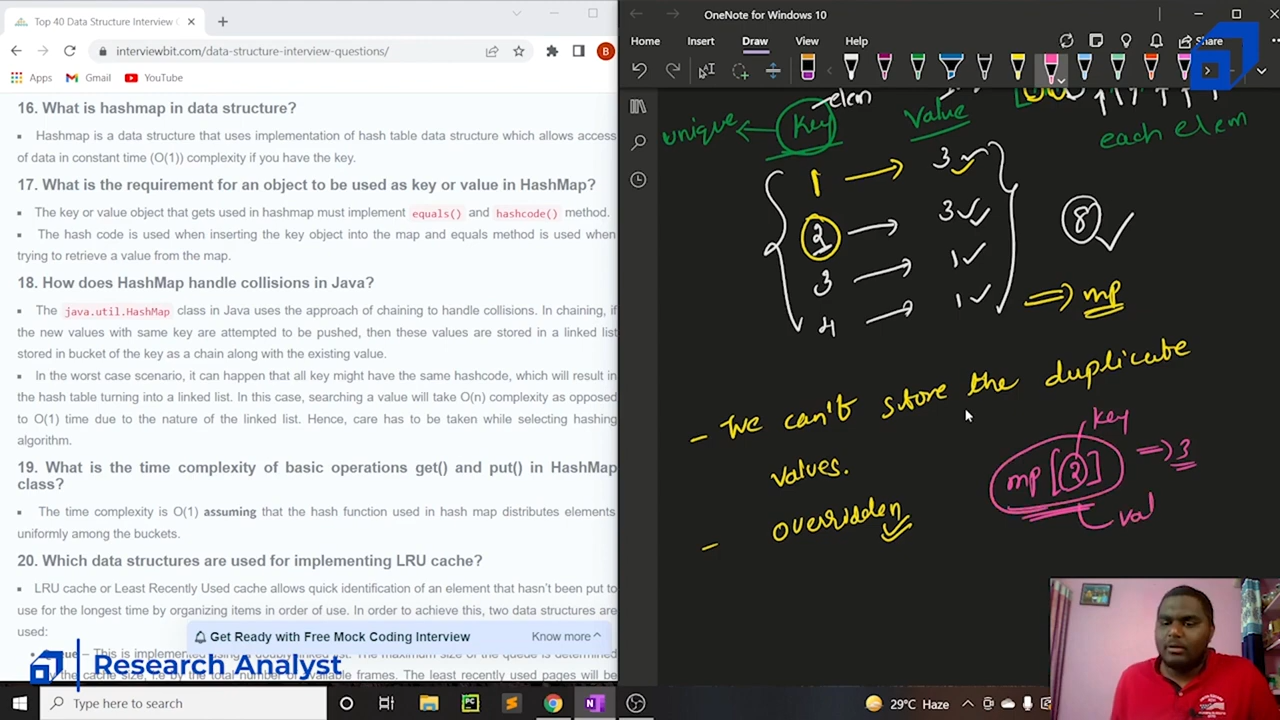 Top 40 Data Structure Interview
OneNote for Windows 10
interviewbit.com/data-structure-interview-questions/
B
Home Insert Draw View Help
Share
Apps Gmail YouTube
16. What is hashmap in data structure?
Hashmap is a data structure that uses implementation of hash table data structure which allows access
of data in constant time (O(1)) complexity if you have the key.
17. What is the requirement for an object to be used as key or value in HashMap?
The key or value object that gets used in hashmap must implement equals() and hashcode() method.
The hash code is used when inserting the key object into the map and equals method is used when
trying to retrieve a value from the map.
18. How does HashMap handle collisions in Java?
The java.util.HashMap class in Java uses the approach of chaining to handle collisions. In chaining, if
the new values with same key are attempted to be pushed, then these values are stored in a linked list
stored in bucket of the key as a chain along with the existing value.
In the worst case scenario, it can happen that all key might have the same hashcode, which will result in
the hash table turning into a linked list. In this case, searching a value will take O(n) complexity as opposed
to O(1) time due to the nature of the linked list. Hence, care has to be taken while selecting hashing
algorithm.
19. What is the time complexity of basic operations get() and put() in HashMap
class?
The time complexity is O(1) assuming that the hash function used in hash map distributes elements
uniformly among the buckets.
20. Which data structures are used for implementing LRU cache?
LRU cache or Least Recently Used cache allows quick identification of an element that hasn't been put to
use for the longest time by organizing items in order of use. In order to achieve this, two data structures are
used:
Get Ready with Free Mock Coding Interview Know more
Research Analyst
elem
unique key value
each elem
1 → 3
2 → 3
3 → 1
4 → 1
8
⇒ mp
- We can't store the duplicate
values.
- overridden
key
mp[2] ⇒ 3
val
Type here to search
29°C Haze